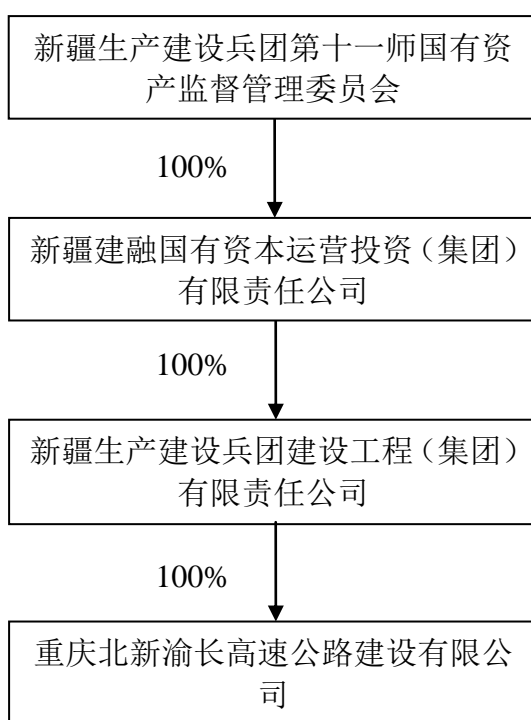 新疆生产建设兵团第十一师国有资
产监督管理委员会
100%
新疆建融国有资本运营投资（集团）
有限责任公司
100%
新疆生产建设兵团建设工程（集团）
有限责任公司
100%
重庆北新渝长高速公路建设有限公
司